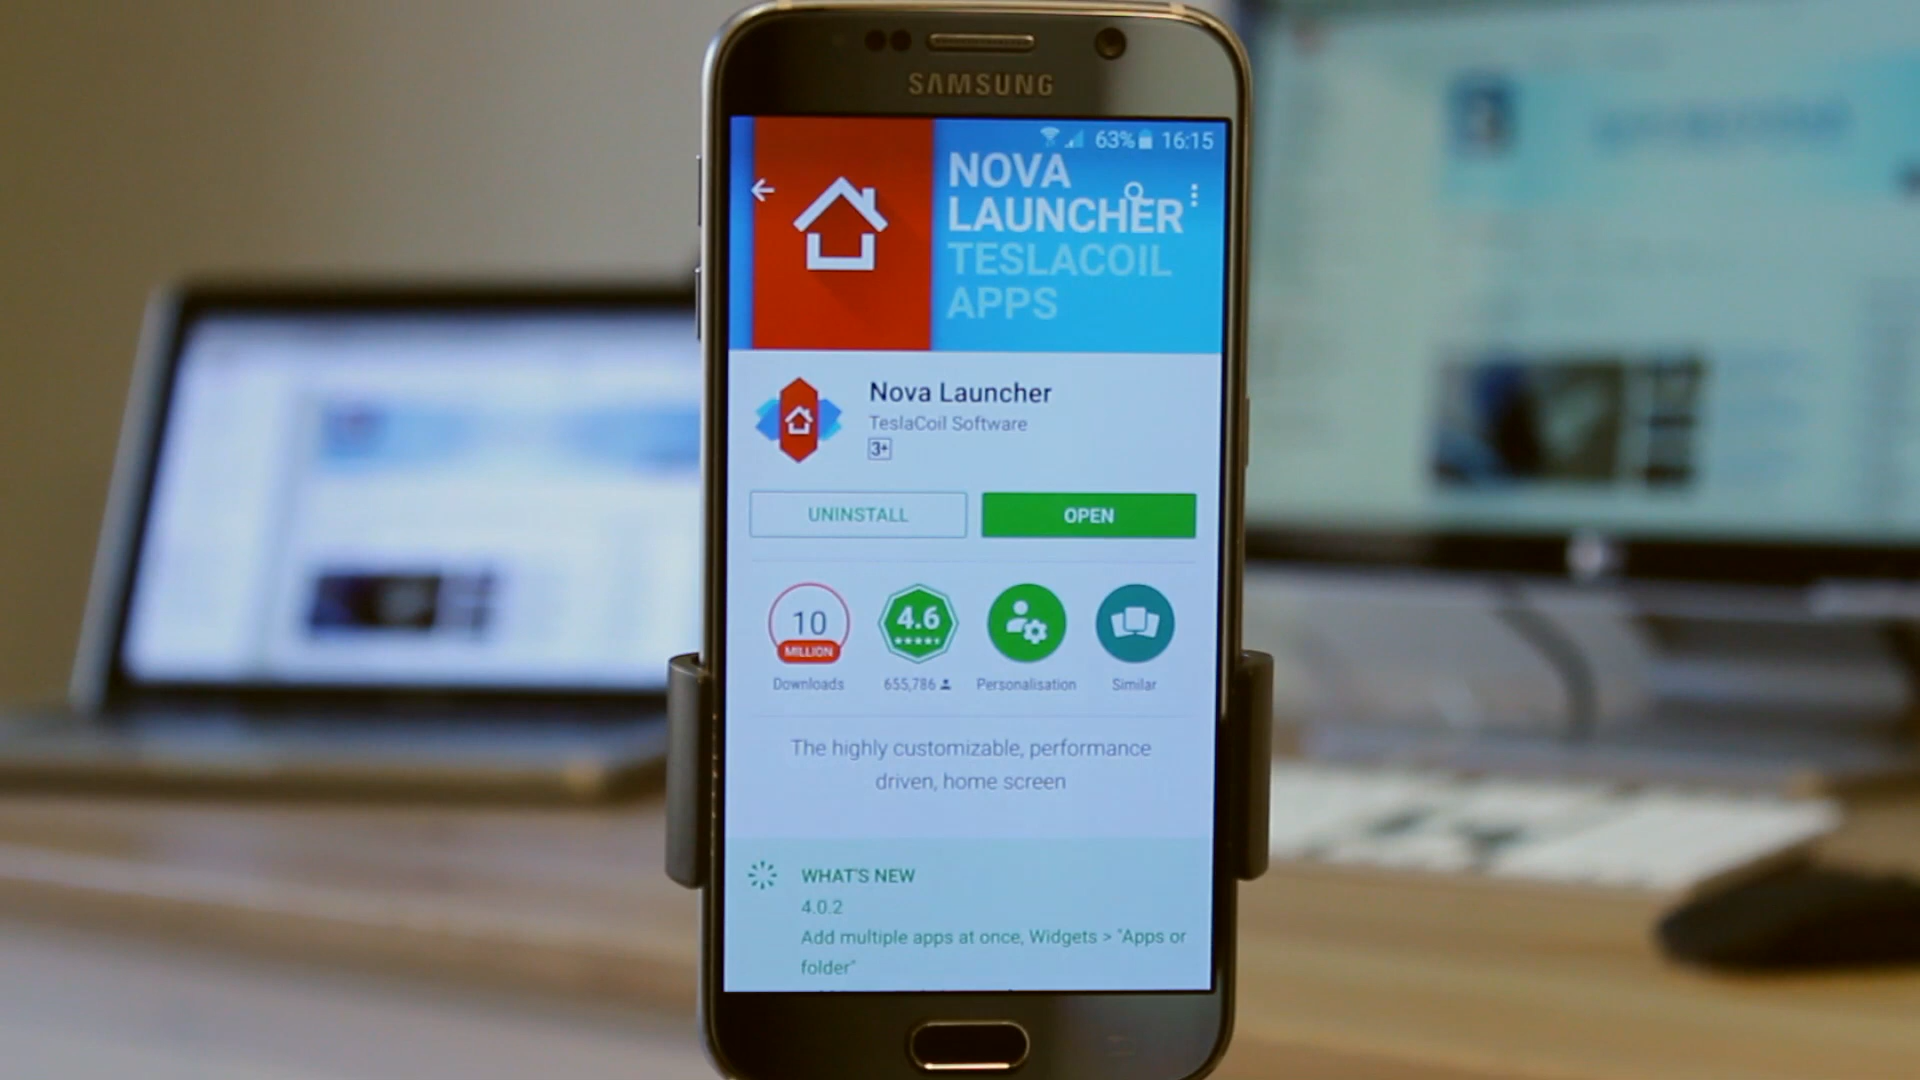 SAMSUNG
63% 16:15
NOVA
LAUNCHER
TESLACOIL
APPS
Nova Launcher
TeslaCoil Software
3+
UNINSTALL
OPEN
10
MILLION
4.6
Downloads
655,786
Personalisation
Similar
The highly customizable, performance
driven, home screen
WHAT'S NEW
4.0.2
Add multiple apps at once, Widgets > "Apps or
folder"